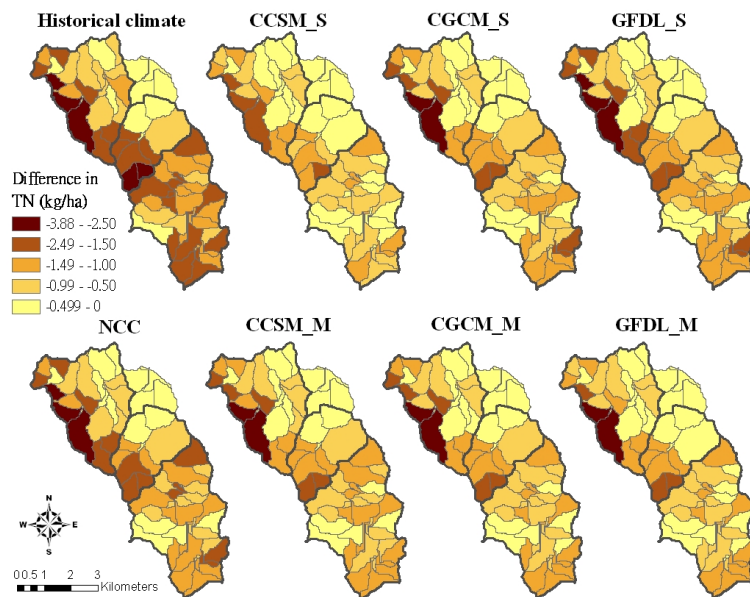 Historical climate
CCSM_S
CGCM_S
GFDL_S
Difference in
TN (kg/ha)
-3.88 - -2.50
-2.49 - -1.50
-1.49 - -1.00
-0.99 - -0.50
-0.499 - 0
NCC
CCSM_M
CGCM_M
GFDL_M
N
W E
S
0 0.5 1 2 3
Kilometers